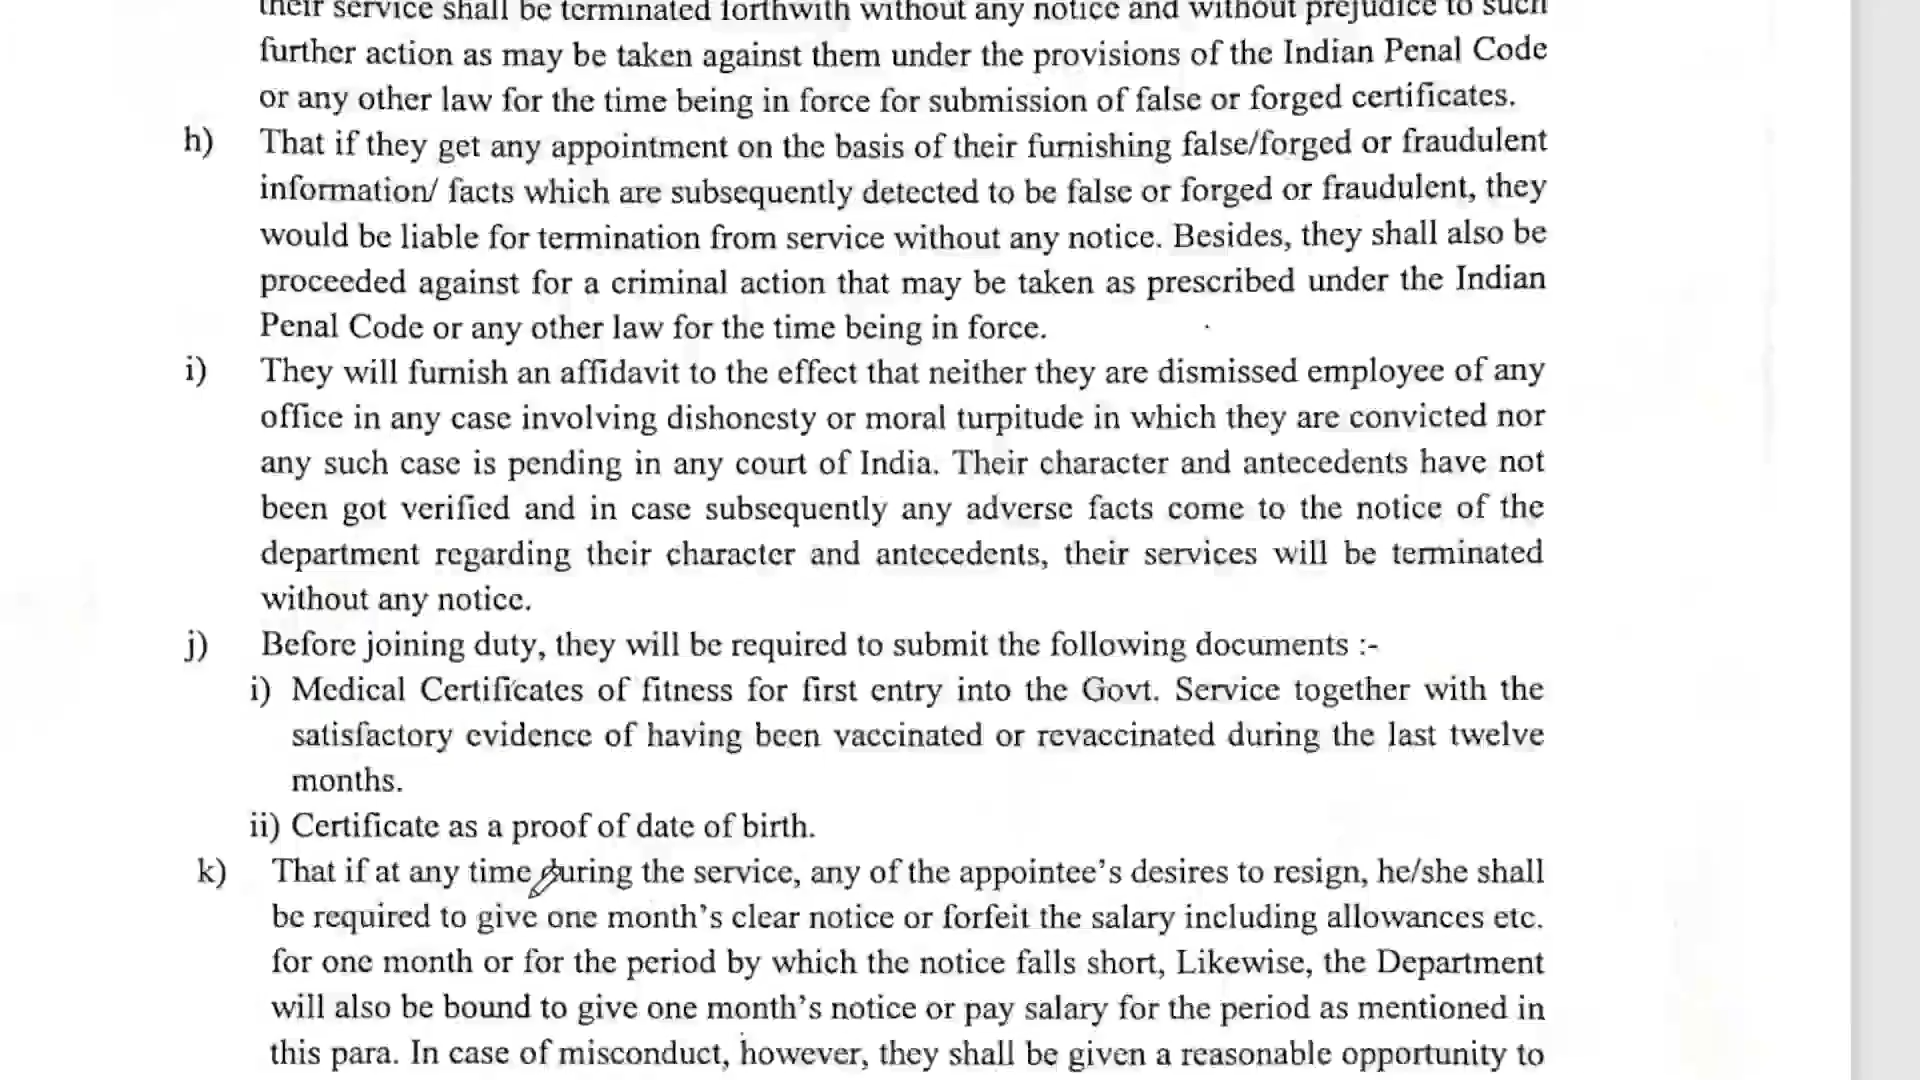 their service shall be terminated forthwith without any notice and without prejudice to such
further action as may be taken against them under the provisions of the Indian Penal Code
or any other law for the time being in force for submission of false or forged certificates.
h) That if they get any appointment on the basis of their furnishing false/forged or fraudulent
information/ facts which are subsequently detected to be false or forged or fraudulent, they
would be liable for termination from service without any notice. Besides, they shall also be
proceeded against for a criminal action that may be taken as prescribed under the Indian
Penal Code or any other law for the time being in force.
i) They will furnish an affidavit to the effect that neither they are dismissed employee of any
office in any case involving dishonesty or moral turpitude in which they are convicted nor
any such case is pending in any court of India. Their character and antecedents have not
been got verified and in case subsequently any adverse facts come to the notice of the
department regarding their character and antecedents, their services will be terminated
without any notice.
j) Before joining duty, they will be required to submit the following documents :-
i) Medical Certificates of fitness for first entry into the Govt. Service together with the
satisfactory evidence of having been vaccinated or revaccinated during the last twelve
months.
ii) Certificate as a proof of date of birth.
k) That if at any time during the service, any of the appointee's desires to resign, he/she shall
be required to give one month's clear notice or forfeit the salary including allowances etc.
for one month or for the period by which the notice falls short, Likewise, the Department
will also be bound to give one month's notice or pay salary for the period as mentioned in
this para. In case of misconduct, however, they shall be given a reasonable opportunity to